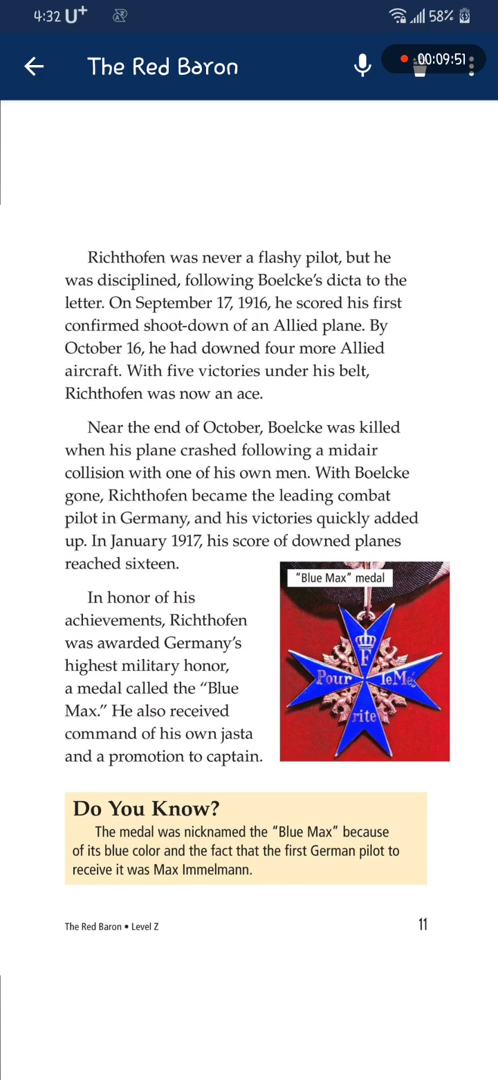 4:32 U+ 58%
The Red Baron
00:09:51
Richthofen was never a flashy pilot, but he
was disciplined, following Boelcke's dicta to the
letter. On September 17, 1916, he scored his first
confirmed shoot-down of an Allied plane. By
October 16, he had downed four more Allied
aircraft. With five victories under his belt,
Richthofen was now an ace.
Near the end of October, Boelcke was killed
when his plane crashed following a midair
collision with one of his own men. With Boelcke
gone, Richthofen became the leading combat
pilot in Germany, and his victories quickly added
up. In January 1917, his score of downed planes
reached sixteen.
In honor of his
achievements, Richthofen
was awarded Germany's
highest military honor,
a medal called the “Blue
Max.” He also received
command of his own jasta
and a promotion to captain.
“Blue Max” medal
F
Pour le Mé
rite
Do You Know?
The medal was nicknamed the “Blue Max” because
of its blue color and the fact that the first German pilot to
receive it was Max Immelmann.
The Red Baron • Level Z 11